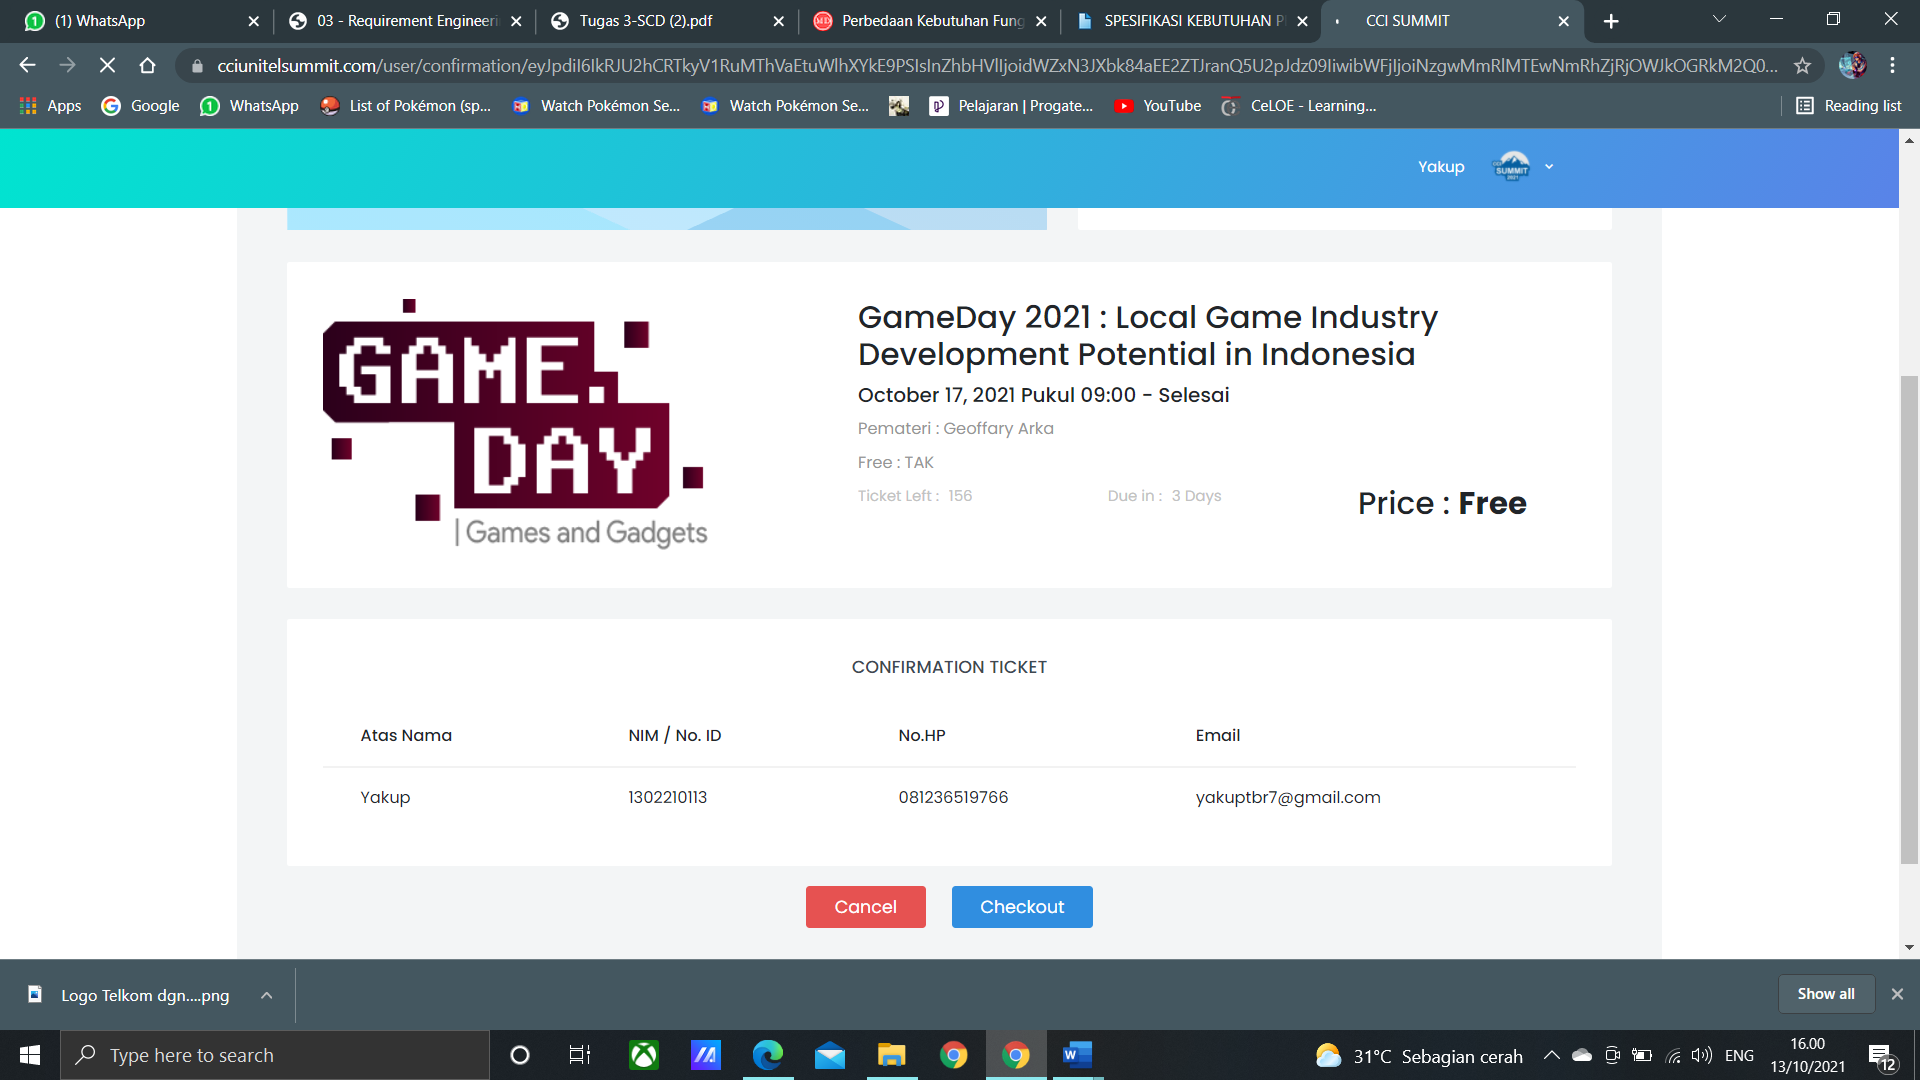 (1) WhatsApp
03 - Requirement Engineeri
Tugas 3-SCD (2).pdf
Perbedaan Kebutuhan Fung
SPESIFIKASI KEBUTUHAN P
CCI SUMMIT
Apps
Google
WhatsApp
List of Pokémon (sp...
Watch Pokémon Se...
Watch Pokémon Se...
Pelajaran | Progate...
YouTube
CeLOE - Learning...
Reading list
Yakup
SUMMIT
GAME.
DAY
| Games and Gadgets
GameDay 2021 : Local Game Industry
Development Potential in Indonesia
October 17, 2021 Pukul 09:00 - Selesai
Pemateri : Geoffary Arka
Free : TAK
Ticket Left : 156
Due in : 3 Days
Price : Free
CONFIRMATION TICKET
Atas Nama NIM / No. ID No.HP Email
Yakup 1302210113 081236519766 yakuptbr7@gmail.com
Cancel
Checkout
Logo Telkom dgn....png
Show all
Type here to search
31°C Sebagian cerah
ENG
16.00
13/10/2021
12